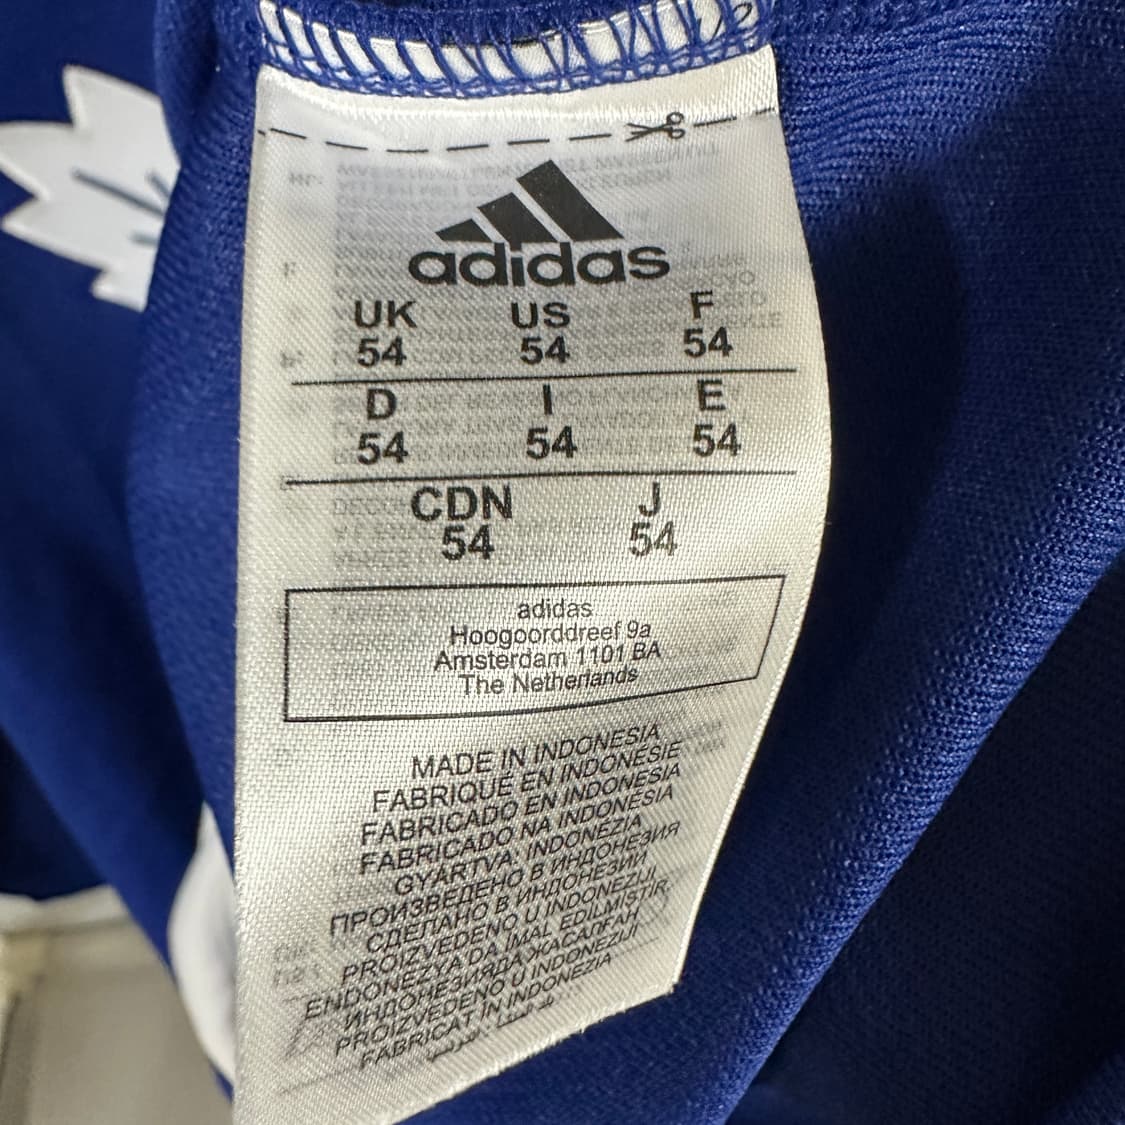 adidas
UK US F
54 54 54
D I E
54 54 54
CDN J
54 54
adidas
Hoogoorddreef 9a
Amsterdam 1101 BA
The Netherlands
MADE IN INDONESIA
FABRIQUÉ EN INDONÉSIE
FABRICADO EN INDONESIA
FABRICADO NA INDONÉSIA
GYÁRTVA: INDONÉZIA
ПРОИЗВЕДЕНО В ИНДОНЕЗИЯ
СДЕЛАНО В ИНДОНЕЗИИ
PROIZVEDENO U INDONEZIJI
ENDONEZYA DA İMAL EDİLMİŞTİR.
ИНДОНЕЗИЯДА ЖАСАЛҒАН
PROIZVEDENO U INDONEZIJI
FABRICAT ÎN INDONEZIA